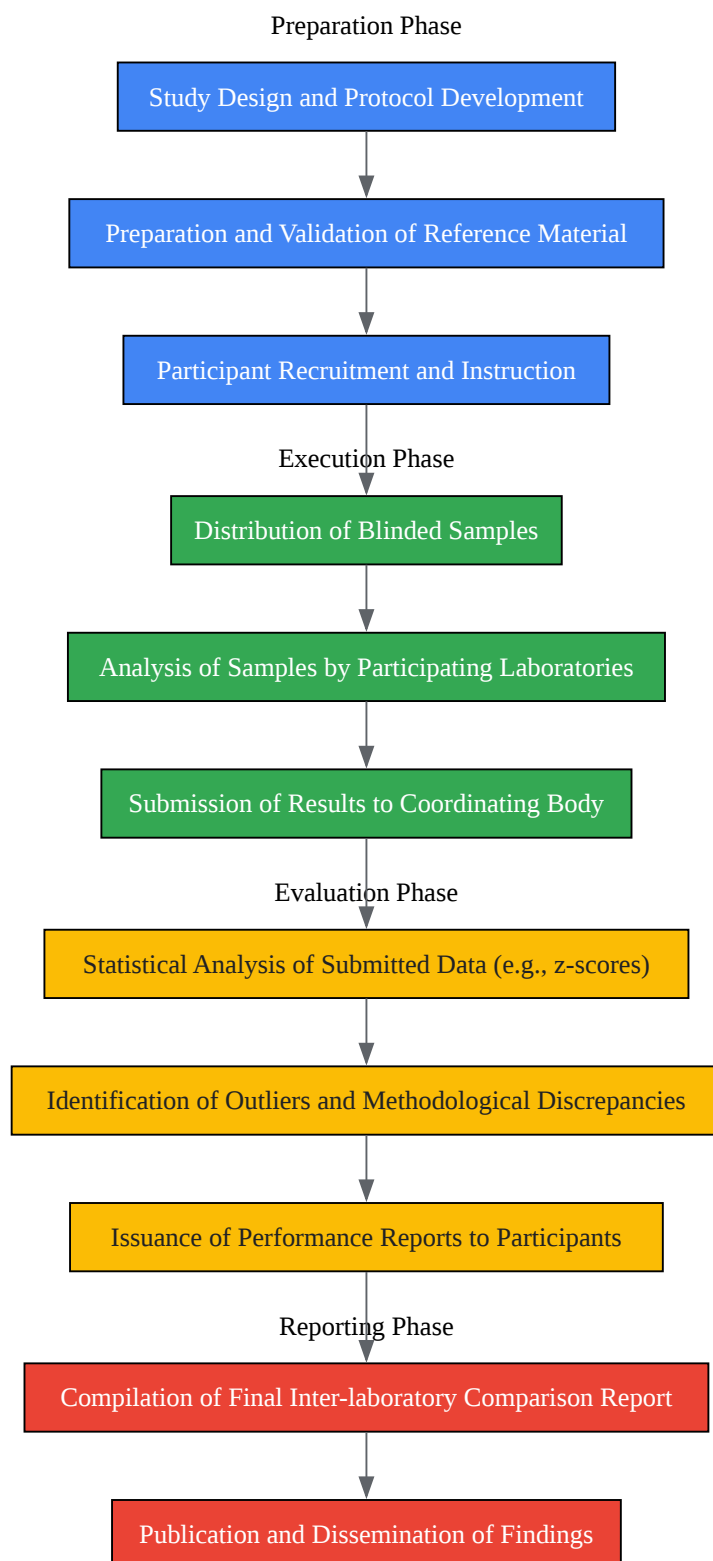 Preparation Phase
Study Design and Protocol Development
Preparation and Validation of Reference Material
Participant Recruitment and Instruction
Execution Phase
Distribution of Blinded Samples
Analysis of Samples by Participating Laboratories
Submission of Results to Coordinating Body
Evaluation Phase
Statistical Analysis of Submitted Data (e.g., z-scores)
Identification of Outliers and Methodological Discrepancies
Issuance of Performance Reports to Participants
Reporting Phase
Compilation of Final Inter-laboratory Comparison Report
Publication and Dissemination of Findings